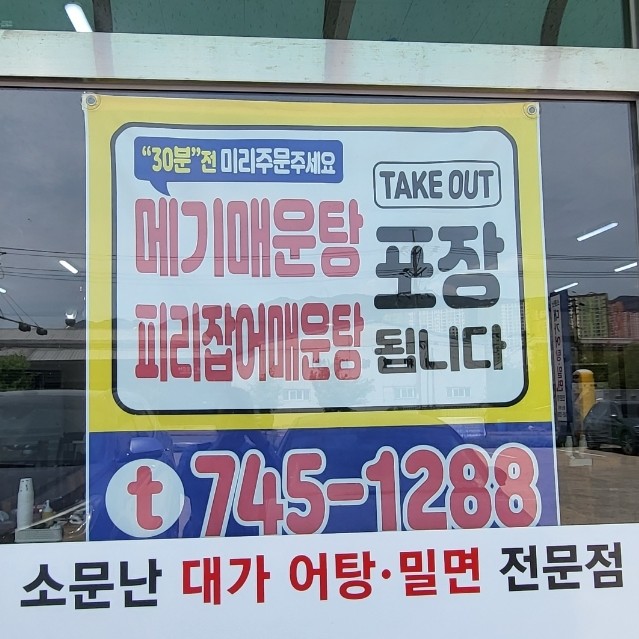 “30분”전 미리주문주세요
메기매운탕
피리잡어매운탕
TAKE OUT
포장
됩니다
t 745-1288
소문난 대가 어탕·밀면 전문점